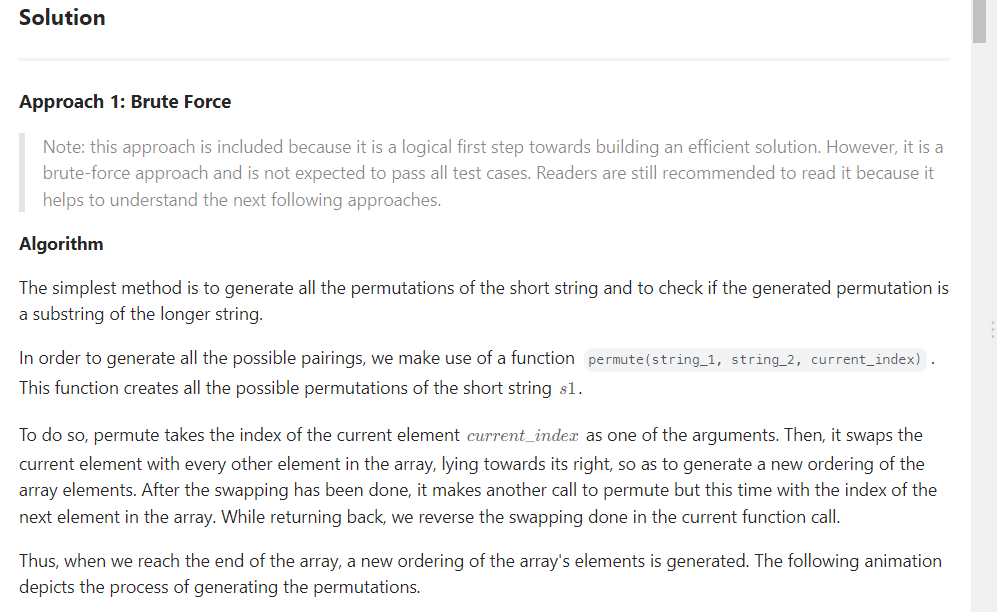 Solution
Approach 1: Brute Force
Note: this approach is included because it is a logical first step towards building an efficient solution. However, it is a
brute-force approach and is not expected to pass all test cases. Readers are still recommended to read it because it
helps to understand the next following approaches.
Algorithm
The simplest method is to generate all the permutations of the short string and to check if the generated permutation is
a substring of the longer string.
In order to generate all the possible pairings, we make use of a function permute(string_1, string_2, current_index) .
This function creates all the possible permutations of the short string s1.
To do so, permute takes the index of the current element current_index as one of the arguments. Then, it swaps the
current element with every other element in the array, lying towards its right, so as to generate a new ordering of the
array elements. After the swapping has been done, it makes another call to permute but this time with the index of the
next element in the array. While returning back, we reverse the swapping done in the current function call.
Thus, when we reach the end of the array, a new ordering of the array's elements is generated. The following animation
depicts the process of generating the permutations.